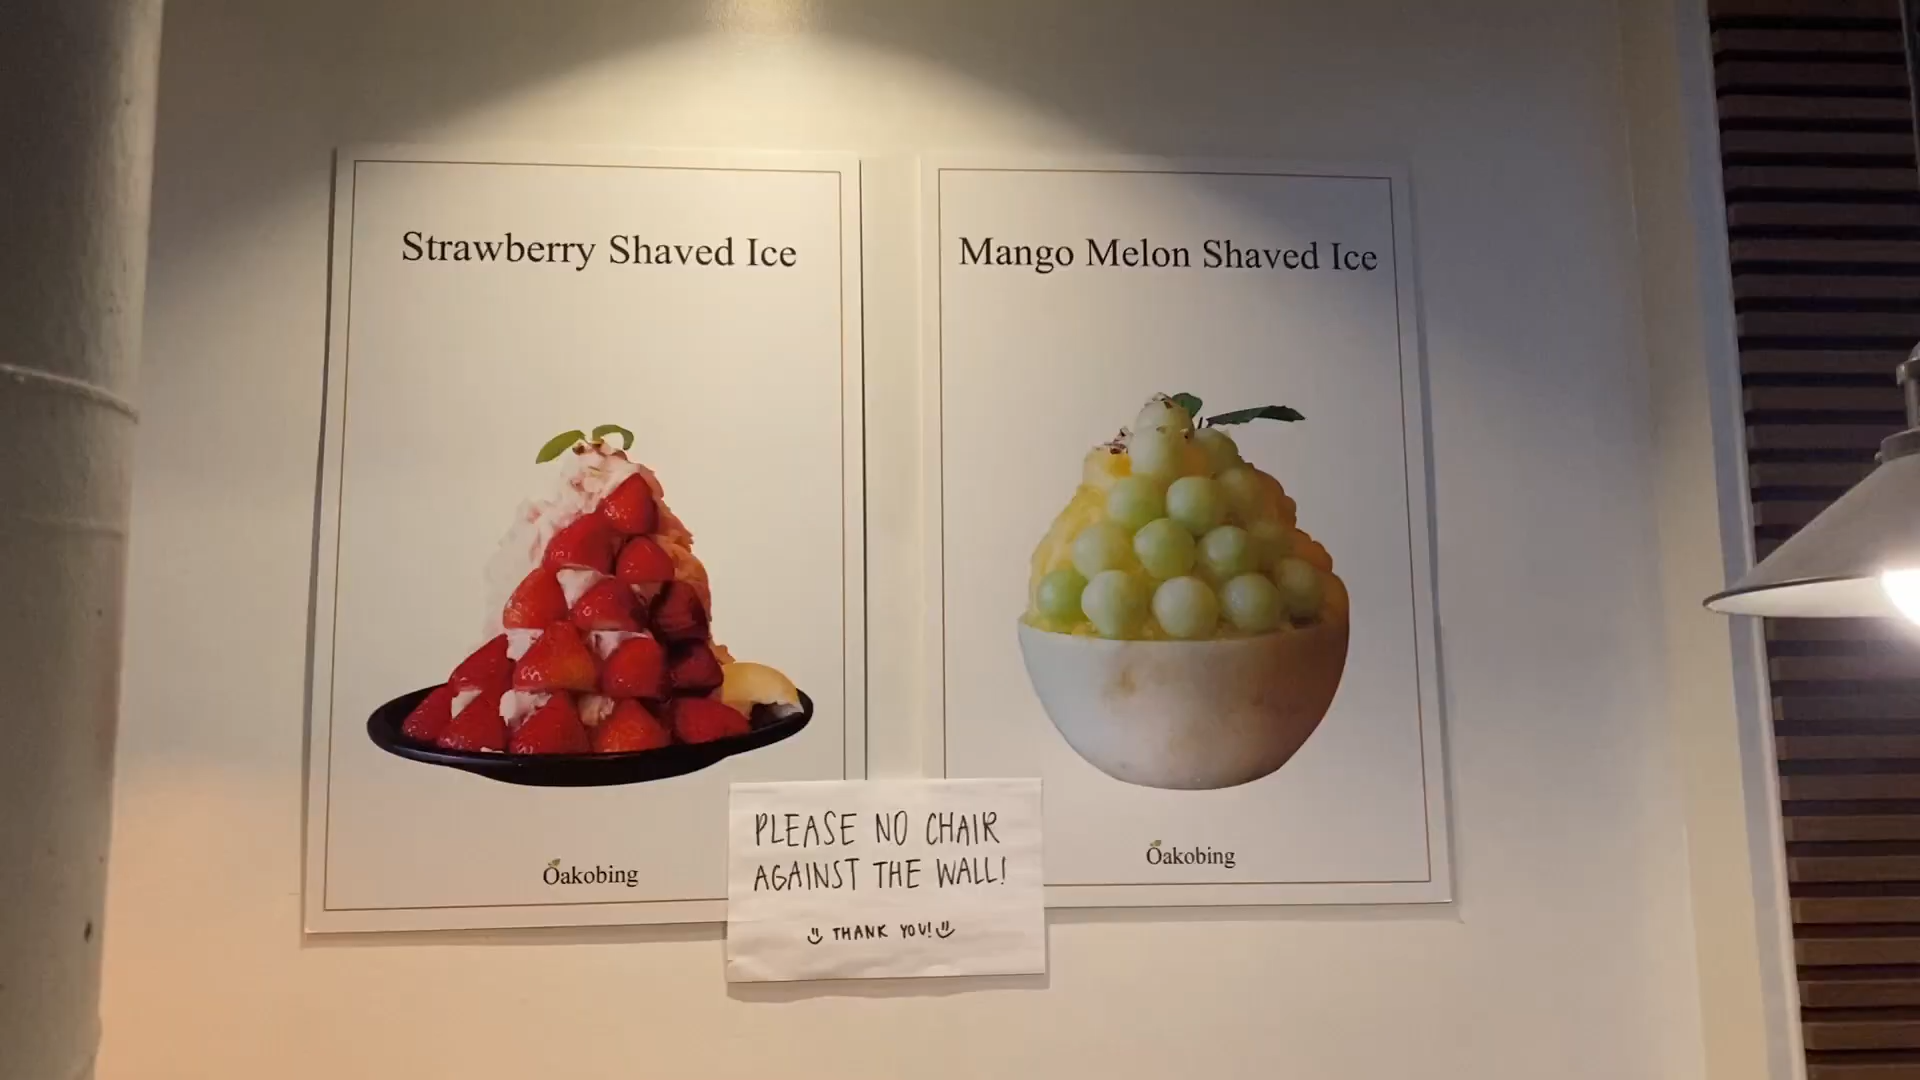 Strawberry Shaved Ice
Oakobing
Mango Melon Shaved Ice
Oakobing
PLEASE NO CHAIR
AGAINST THE WALL!
THANK YOU!